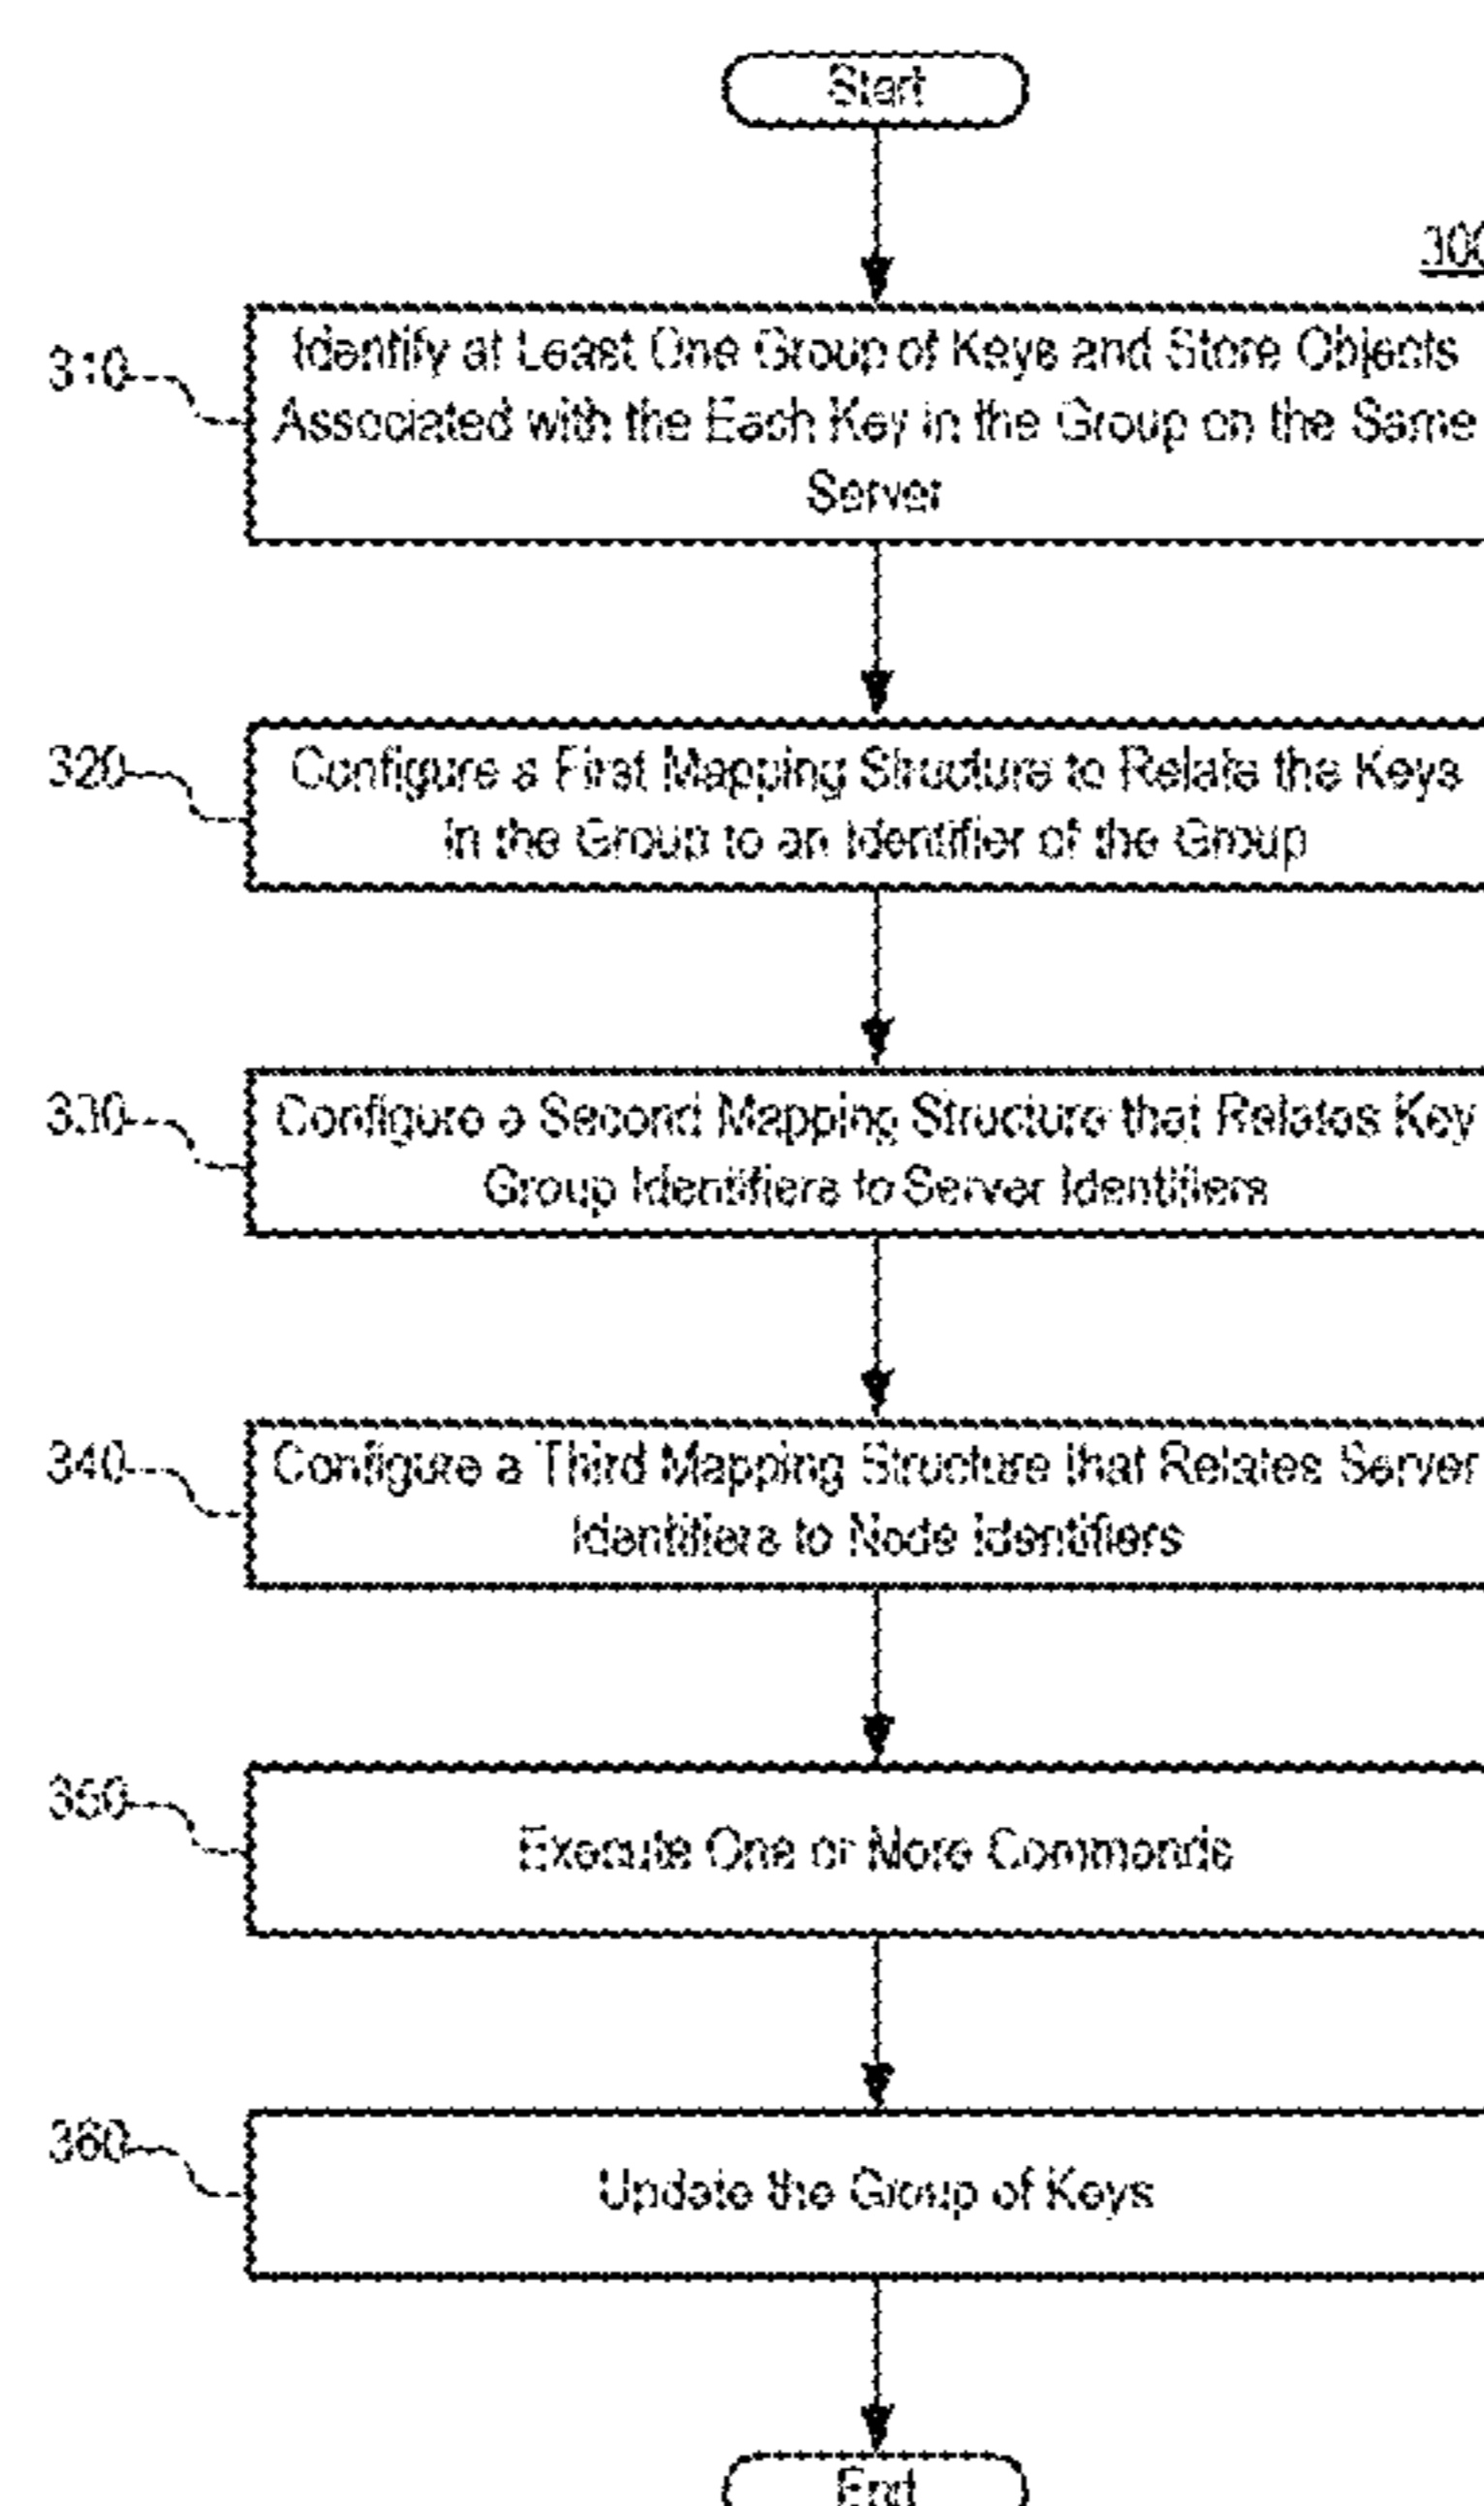 Start
300
310
Identify at Least One Group of Keys and Store Objects
Associated with the Each Key in the Group on the Same
Server
320
Configure a First Mapping Structure to Relate the Keys
in the Group to an Identifier of the Group
330
Configure a Second Mapping Structure that Relates Key
Group Identifiers to Server Identifiers
340
Configure a Third Mapping Structure that Relates Server
Identifiers to Node Identifiers
350
Execute One or More Commands
360
Update the Group of Keys
End